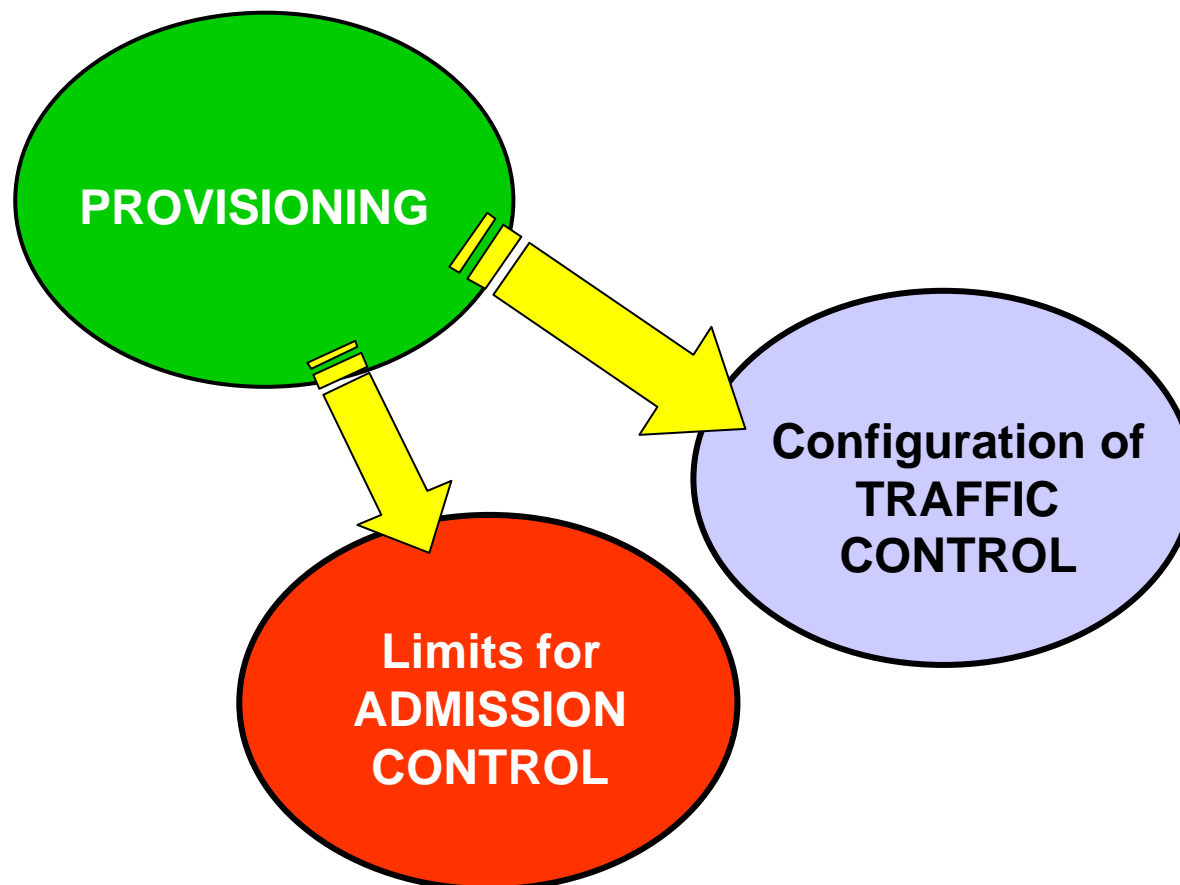 PROVISIONING
Configuration of
TRAFFIC
CONTROL
Limits for
ADMISSION
CONTROL